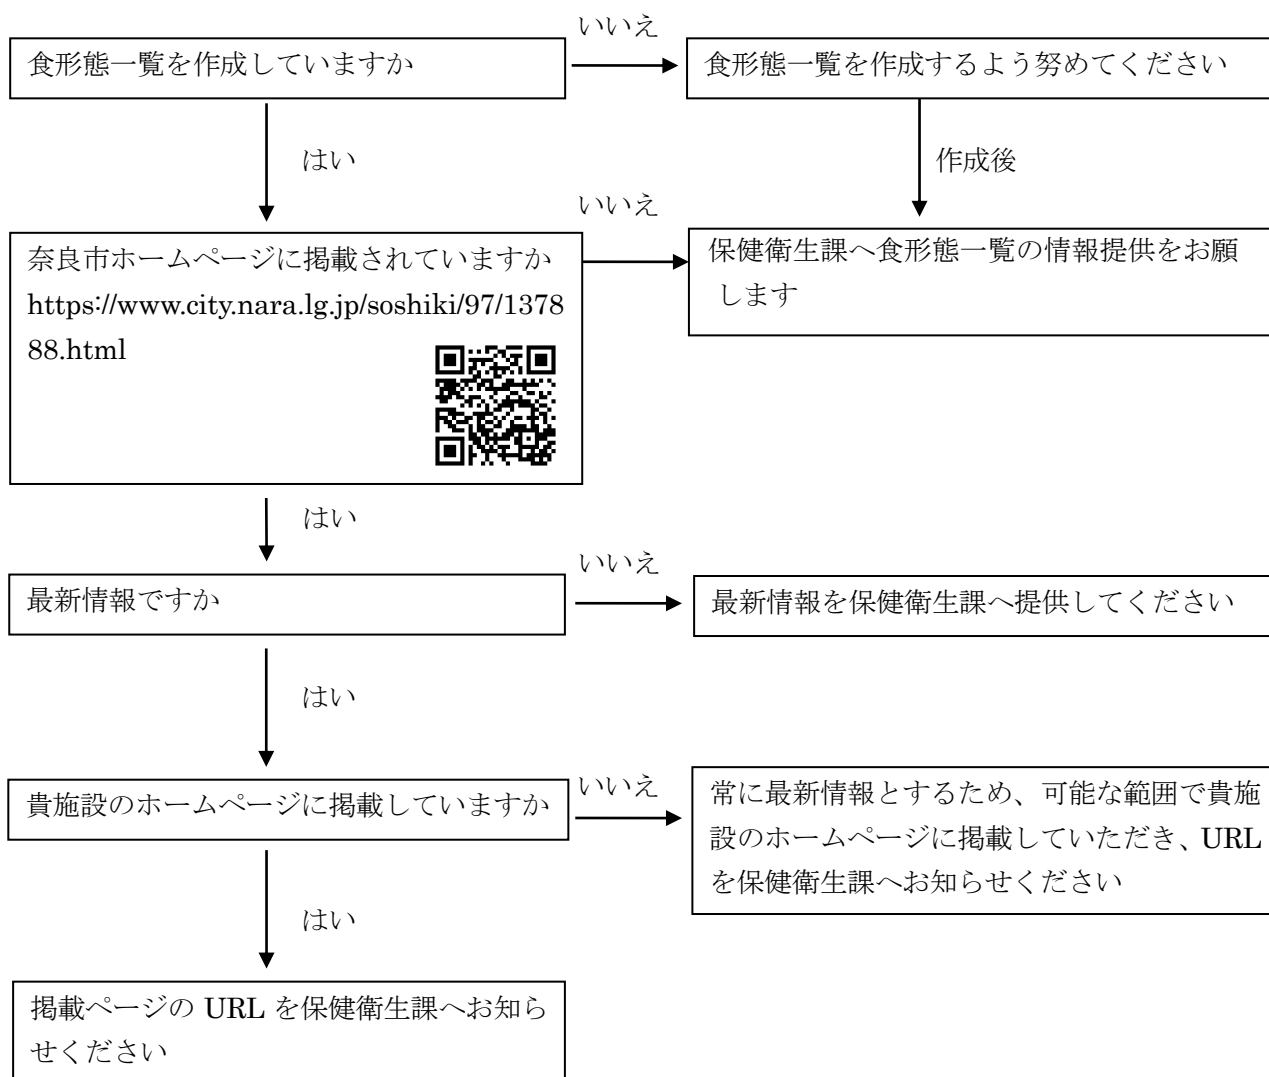 いいえ
食形態一覧を作成していますか
食形態一覧を作成するよう努めてください
はい
作成後
いいえ
奈良市ホームページに掲載されていますか
https://www.city.nara.lg.jp/soshiki/97/1378
88.html
保健衛生課へ食形態一覧の情報提供をお願
します
はい
いいえ
最新情報ですか
最新情報を保健衛生課へ提供してください
はい
いいえ
貴施設のホームページに掲載していますか
常に最新情報とするため、可能な範囲で貴施
設のホームページに掲載していただき、URL
を保健衛生課へお知らせください
はい
掲載ページの URL を保健衛生課へお知ら
せください